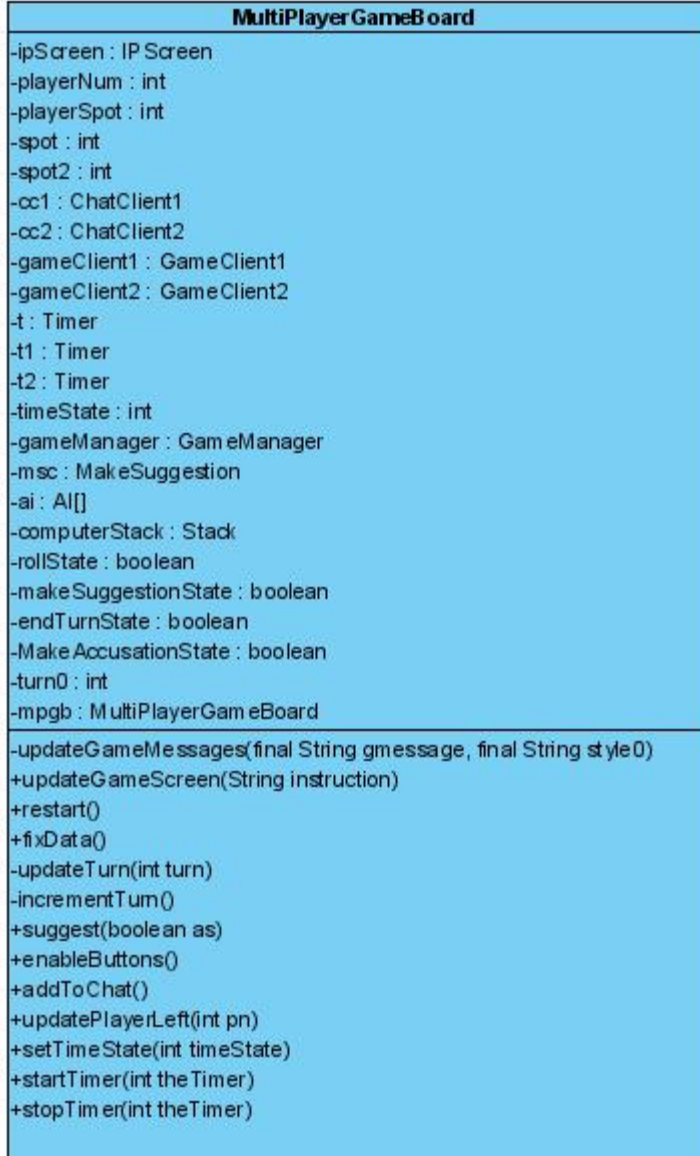 MultiPlayerGameBoard
-ipScreen : IPScreen
-playerNum : int
-playerSpot : int
-spot : int
-spot2 : int
-cc1 : ChatClient1
-cc2 : ChatClient2
-gameClient1 : GameClient1
-gameClient2 : GameClient2
-t : Timer
-t1 : Timer
-t2 : Timer
-timeState : int
-gameManager : GameManager
-msc : MakeSuggestion
-ai : AI[]
-computerStack : Stack
-rollState : boolean
-makeSuggestionState : boolean
-endTurnState : boolean
-MakeAccusationState : boolean
-turn0 : int
-mpgb : MultiPlayerGameBoard
-updateGameMessages(final String gmessage, final String style0)
+updateGameScreen(String instruction)
+restart()
+fixData()
-updateTurn(int turn)
-incrementTurn()
+suggest(boolean as)
+enableButtons()
+addToChat()
+updatePlayerLeft(int pn)
+setTimeState(int timeState)
+startTimer(int theTimer)
+stopTimer(int theTimer)